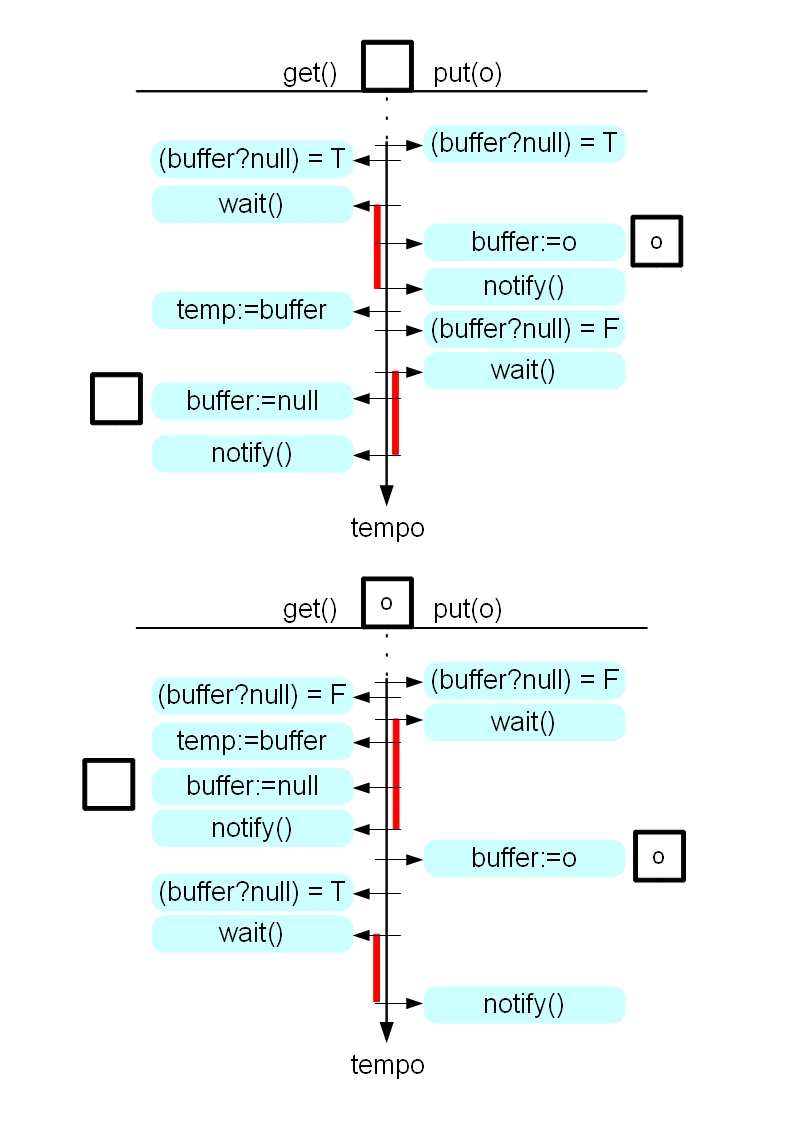 get() put(o)
(buffer?null) = T
(buffer?null) = T
wait()
buffer:=o o
notify()
temp:=buffer
(buffer?null) = F
wait()
buffer:=null
notify()
tempo
get() o put(o)
(buffer?null) = F
(buffer?null) = F
wait()
temp:=buffer
buffer:=null
notify()
buffer:=o o
(buffer?null) = T
wait()
notify()
tempo